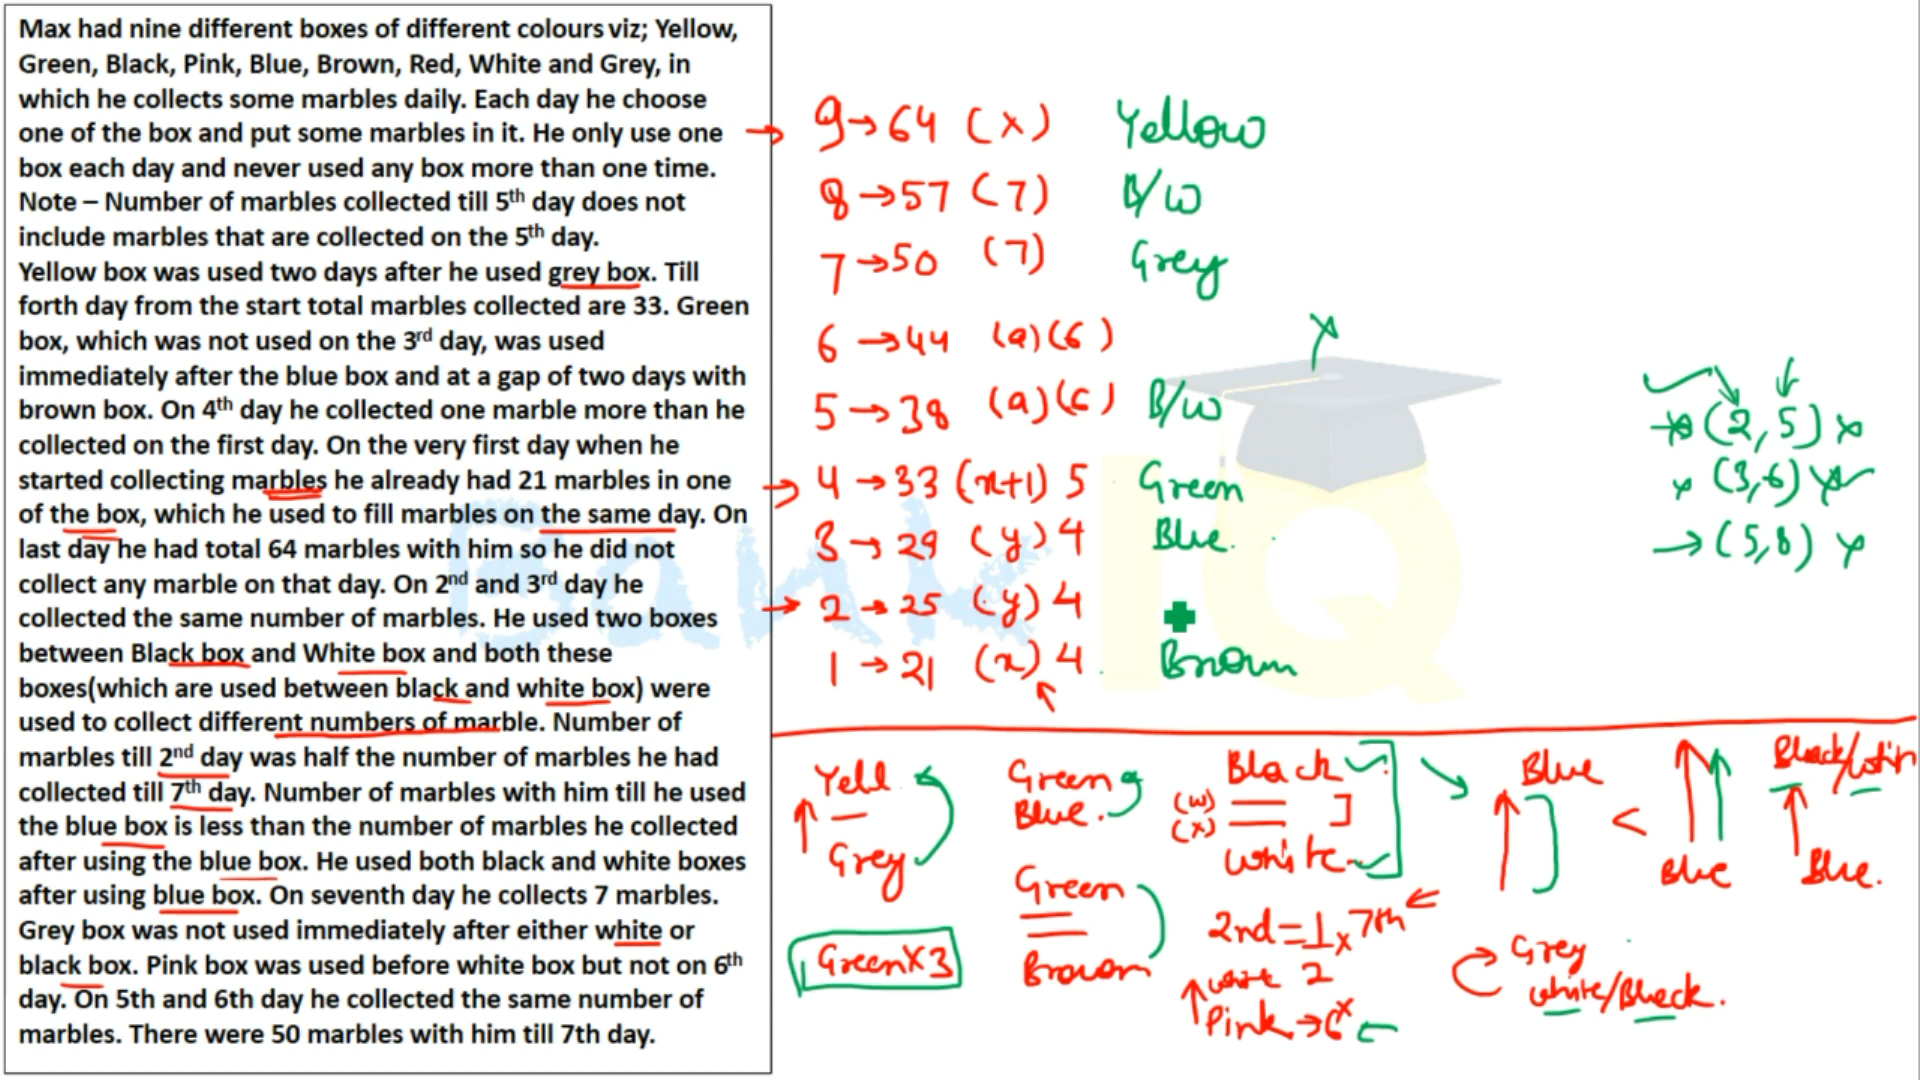 Max had nine different boxes of different colours viz; Yellow,
Green, Black, Pink, Blue, Brown, Red, White and Grey, in
which he collects some marbles daily. Each day he choose
one of the box and put some marbles in it. He only use one
box each day and never used any box more than one time.
Note – Number of marbles collected till 5th day does not
include marbles that are collected on the 5th day.
Yellow box was used two days after he used grey box. Till
forth day from the start total marbles collected are 33. Green
box, which was not used on the 3rd day, was used
immediately after the blue box and at a gap of two days with
brown box. On 4th day he collected one marble more than he
collected on the first day. On the very first day when he
started collecting marbles he already had 21 marbles in one
of the box, which he used to fill marbles on the same day. On
last day he had total 64 marbles with him so he did not
collect any marble on that day. On 2nd and 3rd day he
collected the same number of marbles. He used two boxes
between Black box and White box and both these
boxes(which are used between black and white box) were
used to collect different numbers of marble. Number of
marbles till 2nd day was half the number of marbles he had
collected till 7th day. Number of marbles with him till he used
the blue box is less than the number of marbles he collected
after using the blue box. He used both black and white boxes
after using blue box. On seventh day he collects 7 marbles.
Grey box was not used immediately after either white or
black box. Pink box was used before white box but not on 6th
day. On 5th and 6th day he collected the same number of
marbles. There were 50 marbles with him till 7th day.
9→64 (x) Yellow
8→57 (7) B/W
7→50 (7) Grey
6→44 (a)(6)
5→38 (a)(6) B/W
4→33 (x+1) 5 Green
3→29 (y) 4 Blue.
2→25 (y) 4
1→21 (x) 4 Brown
(2,5) x
x (3,6) x
→(5,8) x
Bank IQ
Yell
Grey
Green
Blue.
Green
Brown
Green x 3
Black
(w)
(x)
White
2nd = 1 x 7th
2
white
Pink → 6x
Blue
<
Blue
Black/whi
Blue.
Grey
white/Black.